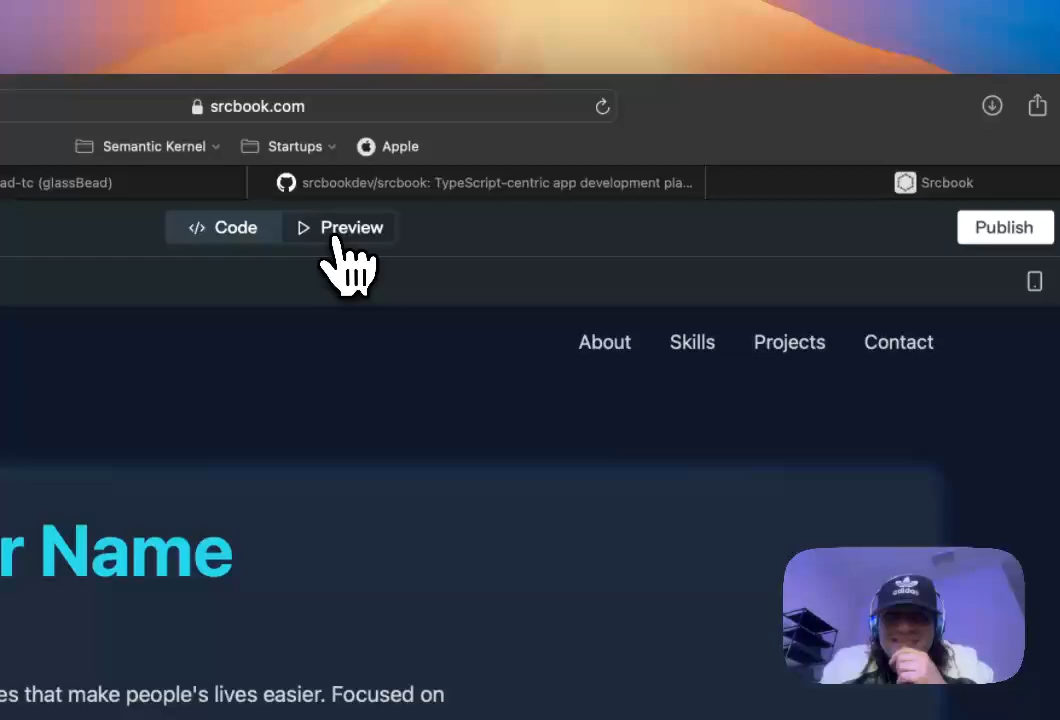 srcbook.com
Semantic Kernel
Startups
Apple
ad-tc (glassBead)
srcbookdev/srcbook: TypeScript-centric app development pla...
Srcbook
</> Code
Preview
Publish
About
Skills
Projects
Contact
r Name
es that make people's lives easier. Focused on
adidas